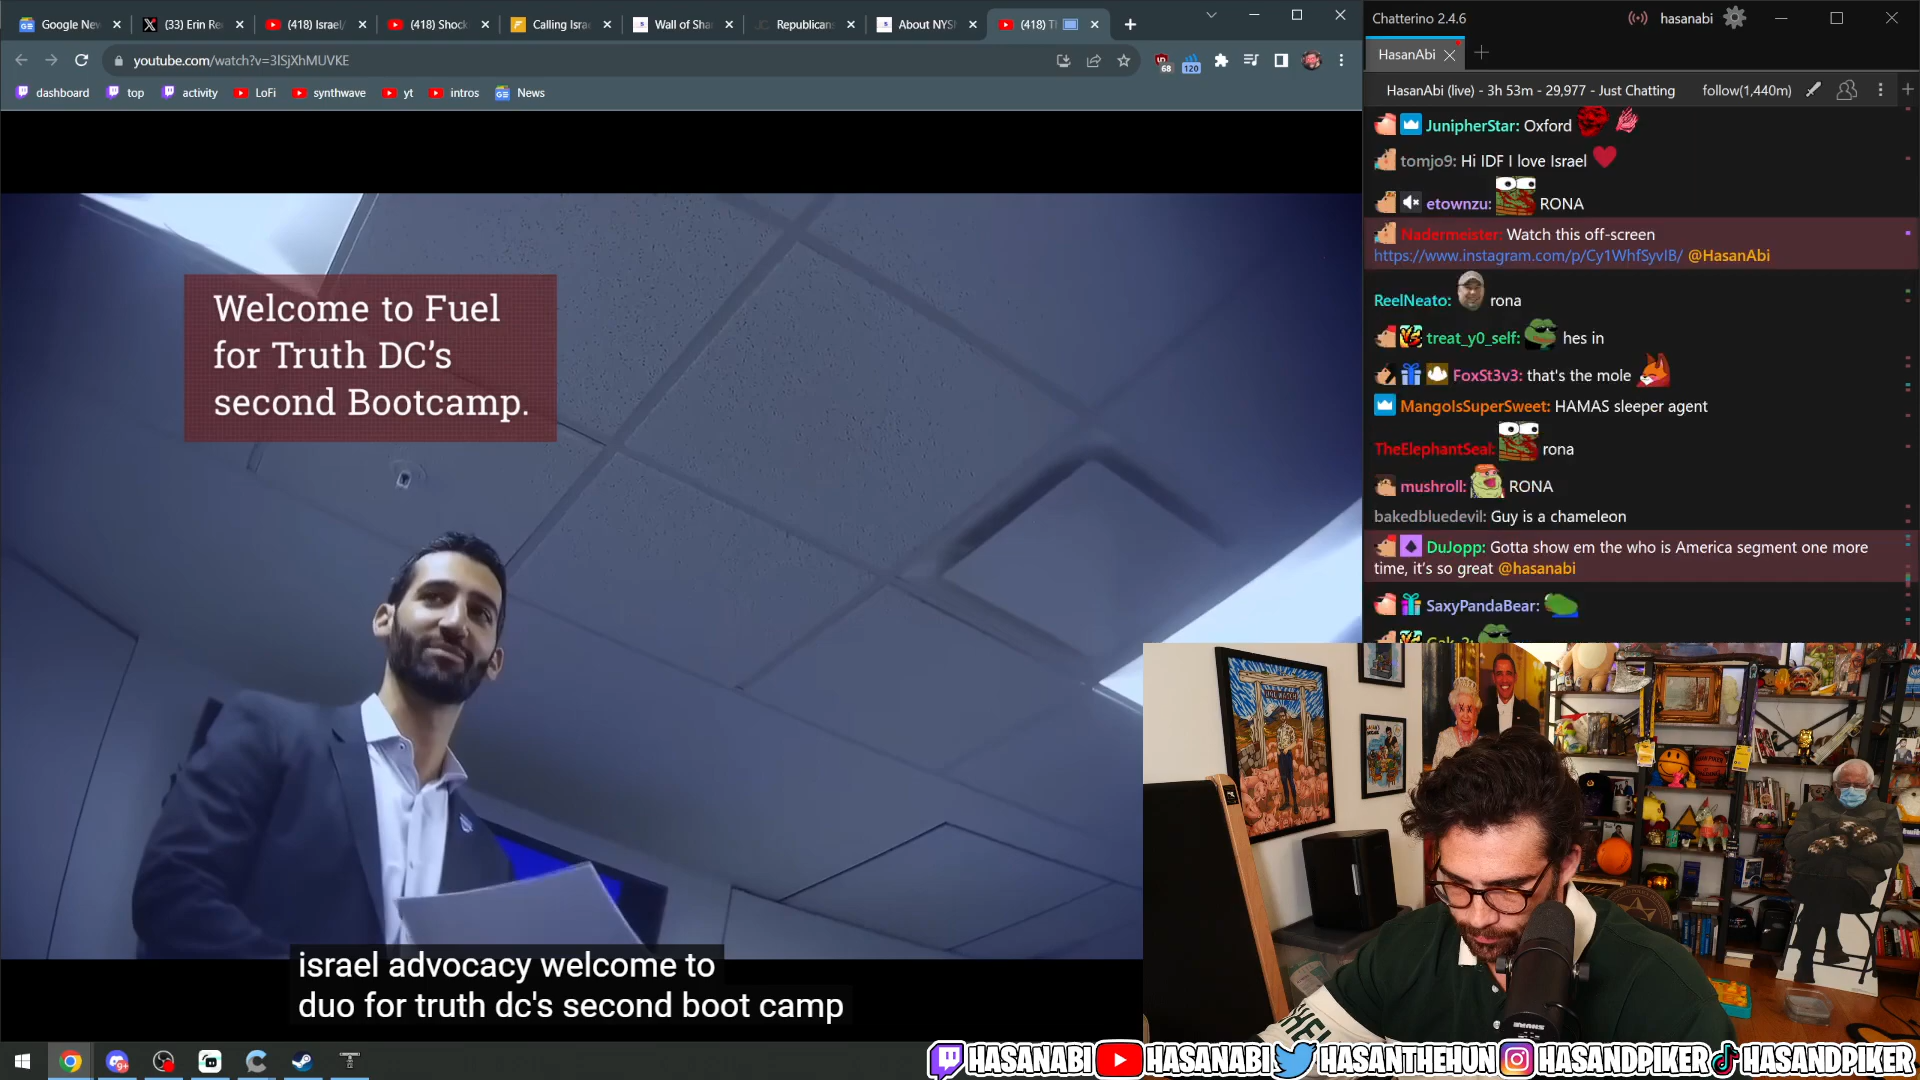 Google New
(33) Erin Re
(418) Israel/
(418) Shock
Calling Isra
Wall of Sha
Republicans
About NYS
(418) T
youtube.com/watch?v=3lSjXhMUVKE
68
120
dashboard
top
activity
LoFi
synthwave
yt
intros
News
Welcome to Fuel
for Truth DC's
second Bootcamp.
israel advocacy welcome to
duo for truth dc's second boot camp
Chatterino 2.4.6
hasanabi
HasanAbi
HasanAbi (live) - 3h 53m - 29,977 - Just Chatting
follow(1,440m)
JunipherStar: Oxford
tomjo9: Hi IDF I love Israel
etownzu: RONA
Nadermeister: Watch this off-screen
https://www.instagram.com/p/Cy1WhfSyvIB/ @HasanAbi
ReelNeato: rona
treat_y0_self: hes in
FoxSt3v3: that's the mole
MangoIsSuperSweet: HAMAS sleeper agent
TheElephantSeal: rona
mushroll: RONA
bakedbluedevil: Guy is a chameleon
DuJopp: Gotta show em the who is America segment one more
time, it's so great @hasanabi
SaxyPandaBear:
HASANABI HASANABI HASANTHEHUN HASANDPIKER HASANDPIKER